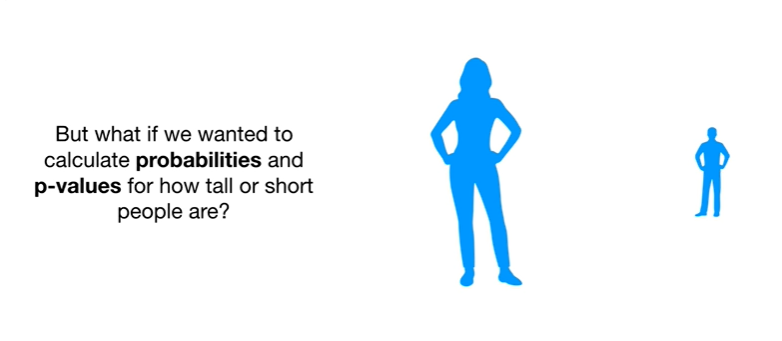 But what if we wanted to
calculate probabilities and
p-values for how tall or short
people are?